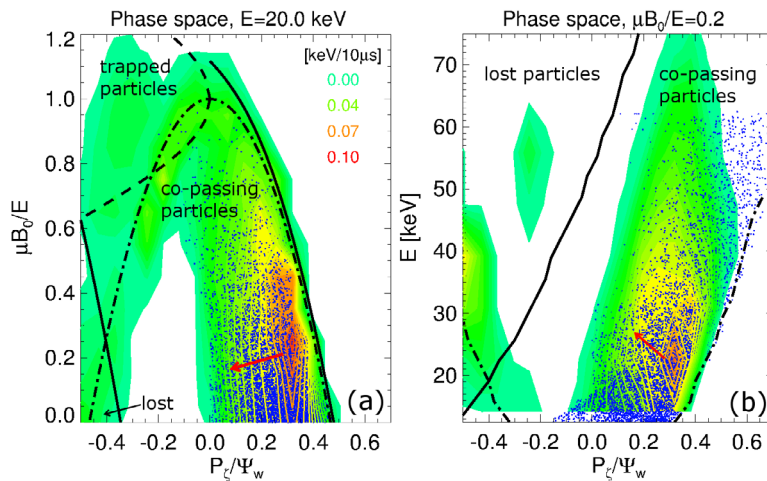 Phase space, E=20.0 keV
1.2
1.0
0.8
0.6
0.4
0.2
0.0
μB₀/E
trapped
particles
[keV/10μs]
0.00
0.04
0.07
0.10
co-passing
particles
lost
(a)
-0.4 -0.2 0.0 0.2 0.4 0.6
Pζ/Ψw
Phase space, μB₀/E=0.2
70
60
50
40
30
20
E [keV]
lost particles
co-passing
particles
(b)
-0.4 -0.2 0.0 0.2 0.4 0.6
Pζ/Ψw